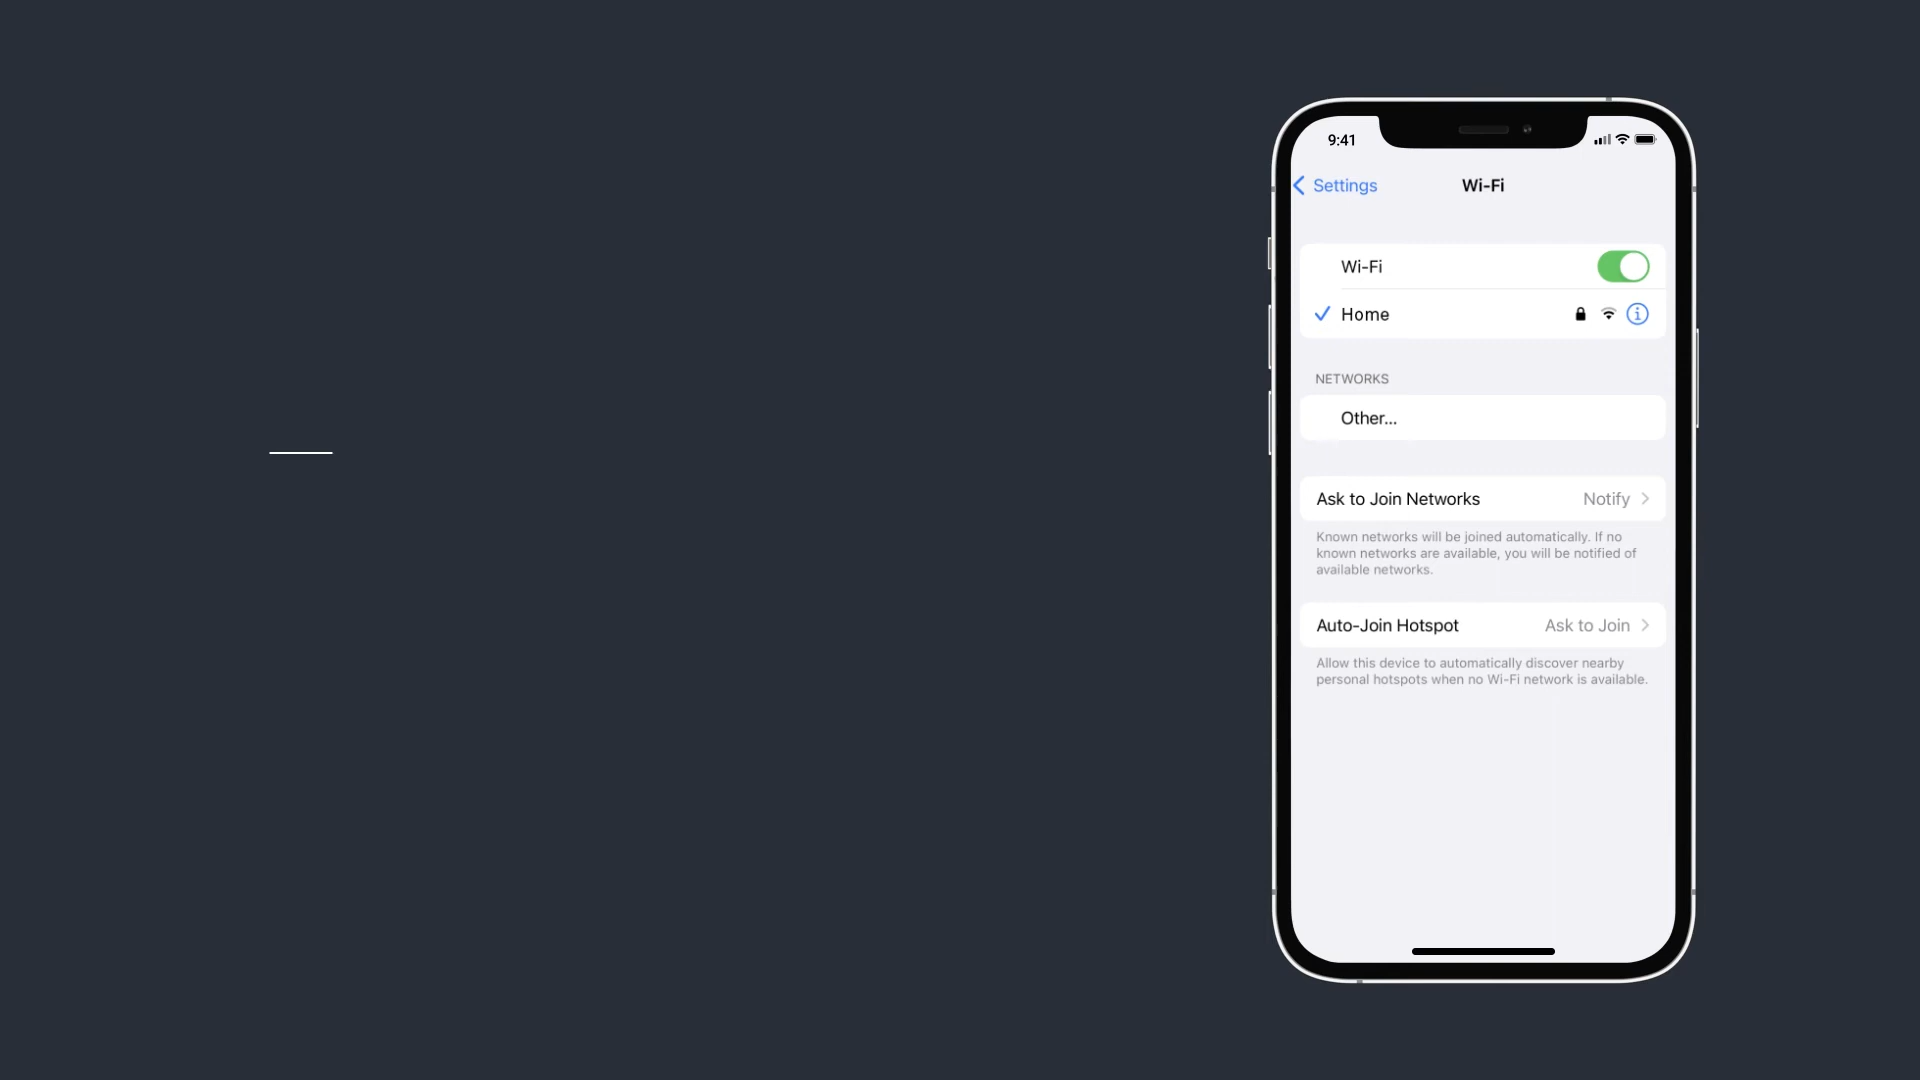 9:41
Settings
Wi-Fi
Wi-Fi
Home
NETWORKS
Other...
Ask to Join Networks Notify
Known networks will be joined automatically. If no
known networks are available, you will be notified of
available networks.
Auto-Join Hotspot Ask to Join
Allow this device to automatically discover nearby
personal hotspots when no Wi-Fi network is available.